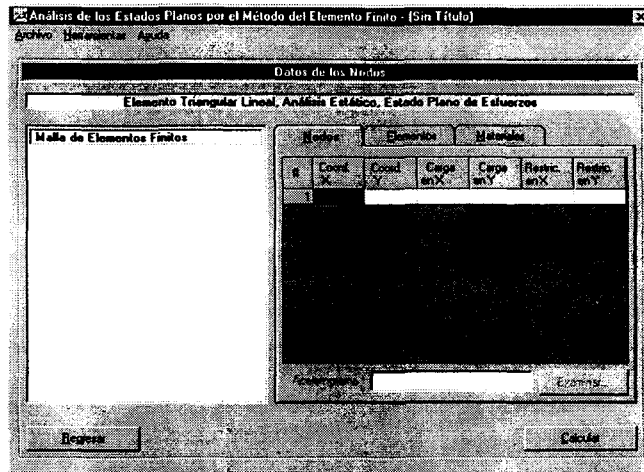 Análisis de los Estados Planos por el Método del Elemento Finito - (Sin Título)
Archivo Herramientas Ayuda
Datos de los Nodos
Elemento Triangular Lineal, Análisis Estático, Estado Plano de Esfuerzos
Malla de Elementos Finitos
Nodos Elementos Materiales
# Coord. X Coord. Y Carga en X Carga en Y Restric. en X Restric. en Y
1
Examinar...
Regresar Calcular